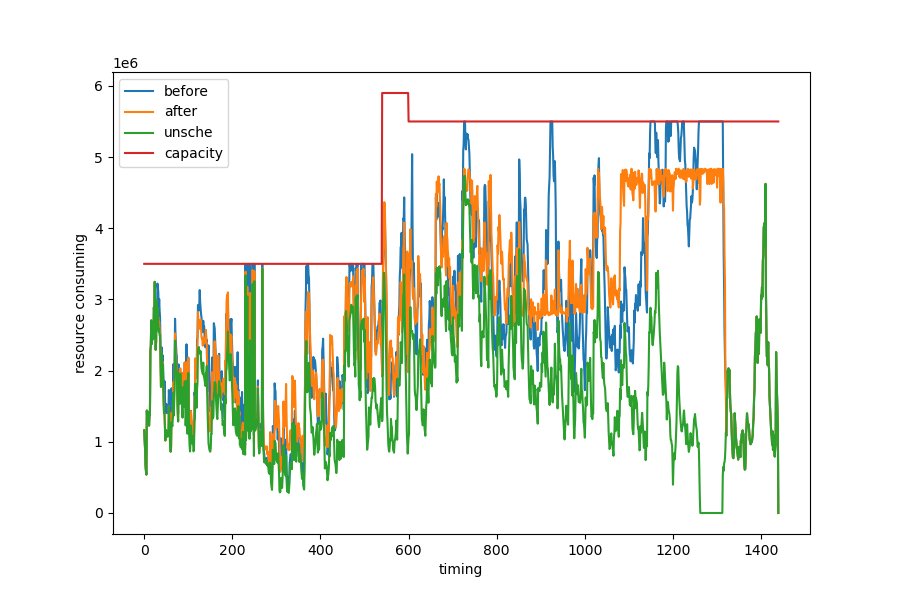 1e6
before
after
unsche
capacity
6
5
4
3
2
1
0
resource consuming
0 200 400 600 800 1000 1200 1400
timing